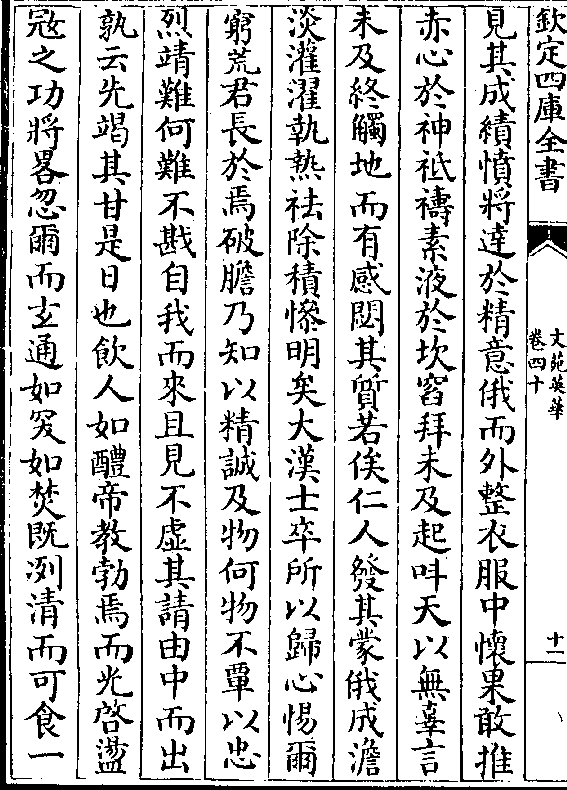 欽定四庫全書
文苑英華
卷四十
十一
見其成績憤將達於精意俄而外整衣服中懷果敢推
赤心於神祗禱素液於坎窞拜未及起呌天以無辜言
未及終觸地而有感閟其質若俟仁人發其蒙俄成澹
淡灌濯執熱祛除積慘明矣大漢士卒所以歸心惕爾
窮荒君長於焉破膽乃知以精誠及物何物不覃以忠
烈靖難何難不戡自我而來且見不虛其請由中而出
孰云先竭其甘是日也飲人如醴帝教勃焉而光啓盪
冦之功將畧忽爾而玄通如筊如焚既冽清而可食一